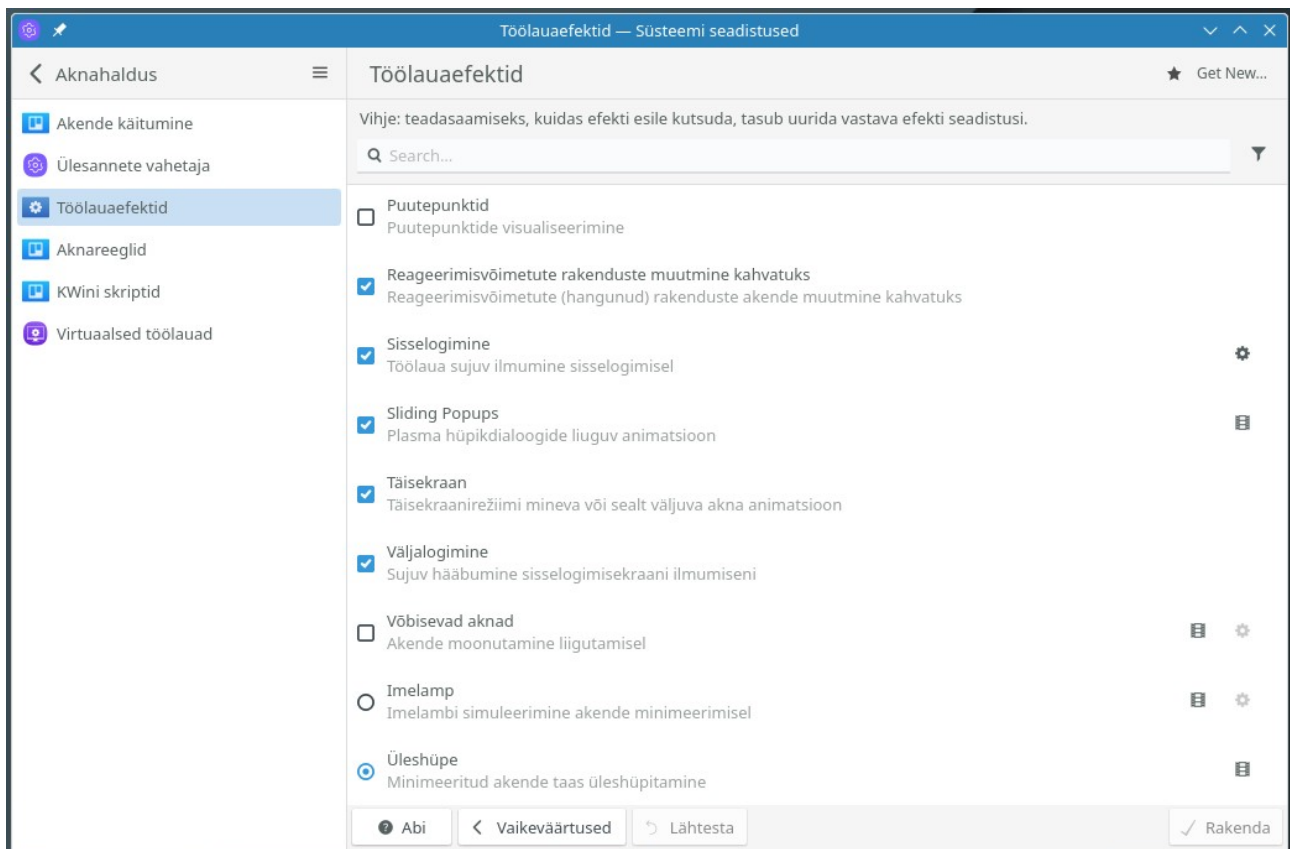 Töölauaefektid — Süsteemi seadistused
Aknahaldus
Akende käitumine
Ülesannete vahetaja
Töölauaefektid
Aknareeglid
KWini skriptid
Virtuaalsed töölauad
Töölauaefektid
Get New...
Vihje: teadasaamiseks, kuidas efekti esile kutsuda, tasub uurida vastava efekti seadistusi.
Search...
Puutepunktid
Puutepunktide visualiseerimine
Reageerimisvõimetute rakenduste muutmine kahvatuks
Reageerimisvõimetute (hangunud) rakenduste akende muutmine kahvatuks
Sisselogimine
Töölaua sujuv ilmumine sisselogimisel
Sliding Popups
Plasma hüpikdialoogide liuguv animatsioon
Täisekraan
Täisekraanirežiimi mineva või sealt väljuva akna animatsioon
Väljalogimine
Sujuv hääbumine sisselogimisekraani ilmumiseni
Võbisevad aknad
Akende moonutamine liigutamisel
Imelamp
Imelambi simuleerimine akende minimeerimisel
Üleshüpe
Minimeeritud akende taas üleshüpitamine
Abi
Vaikeväärtused
Lähtesta
Rakenda